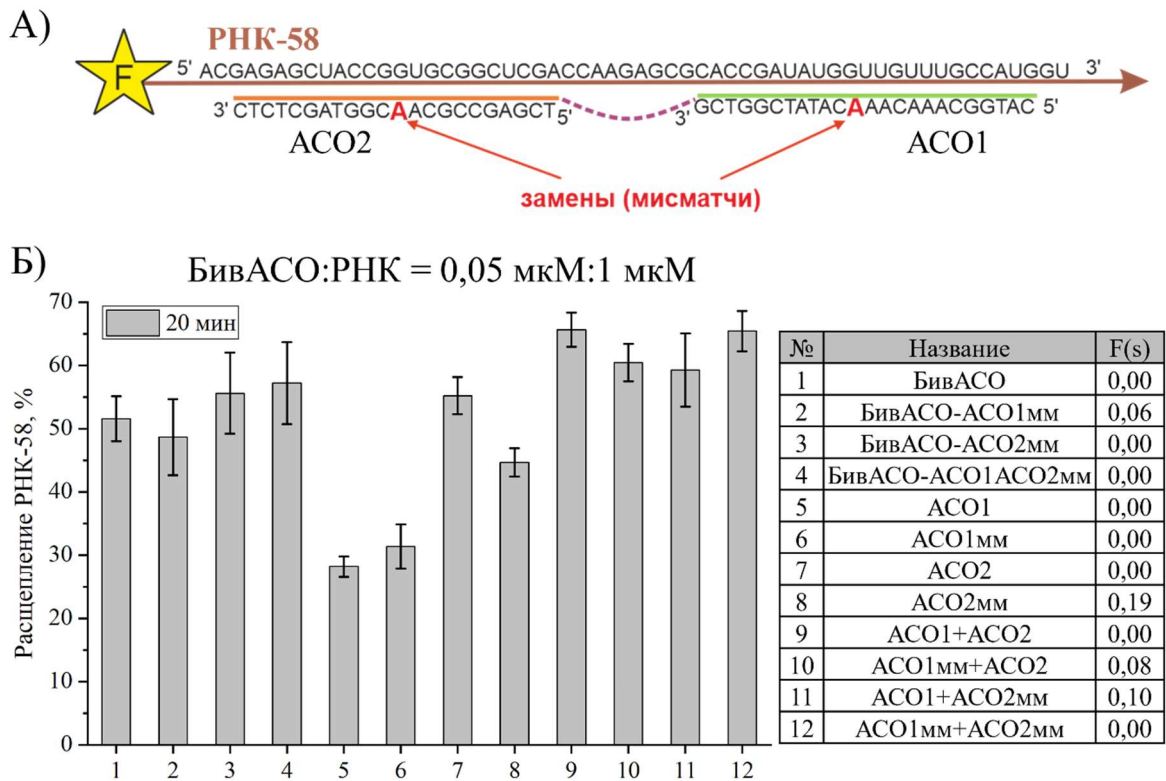 А)
РНК-58
F
5' ACGAGAGCUACCGGUGCGGCUCGACCAAGAGCGCACCGAUAUGGUUGUUUGCCAUGGU 3'
3' CTCTCGATGGCAACGCCGAGCT 5' 3' GCTGGCTATACAAACAAACGGTAC 5'
АСО2 АСО1
замены (мисматчи)
Б)
БивАСО:РНК = 0,05 мкМ:1 мкМ
Расщепление РНК-58, %
70
60
50
40
30
20
10
0
20 мин
1 2 3 4 5 6 7 8 9 10 11 12
№ Название F(s)
1 БивАСО 0,00
2 БивАСО-АСО1мм 0,06
3 БивАСО-АСО2мм 0,00
4 БивАСО-АСО1АСО2мм 0,00
5 АСО1 0,00
6 АСО1мм 0,00
7 АСО2 0,00
8 АСО2мм 0,19
9 АСО1+АСО2 0,00
10 АСО1мм+АСО2 0,08
11 АСО1+АСО2мм 0,10
12 АСО1мм+АСО2мм 0,00